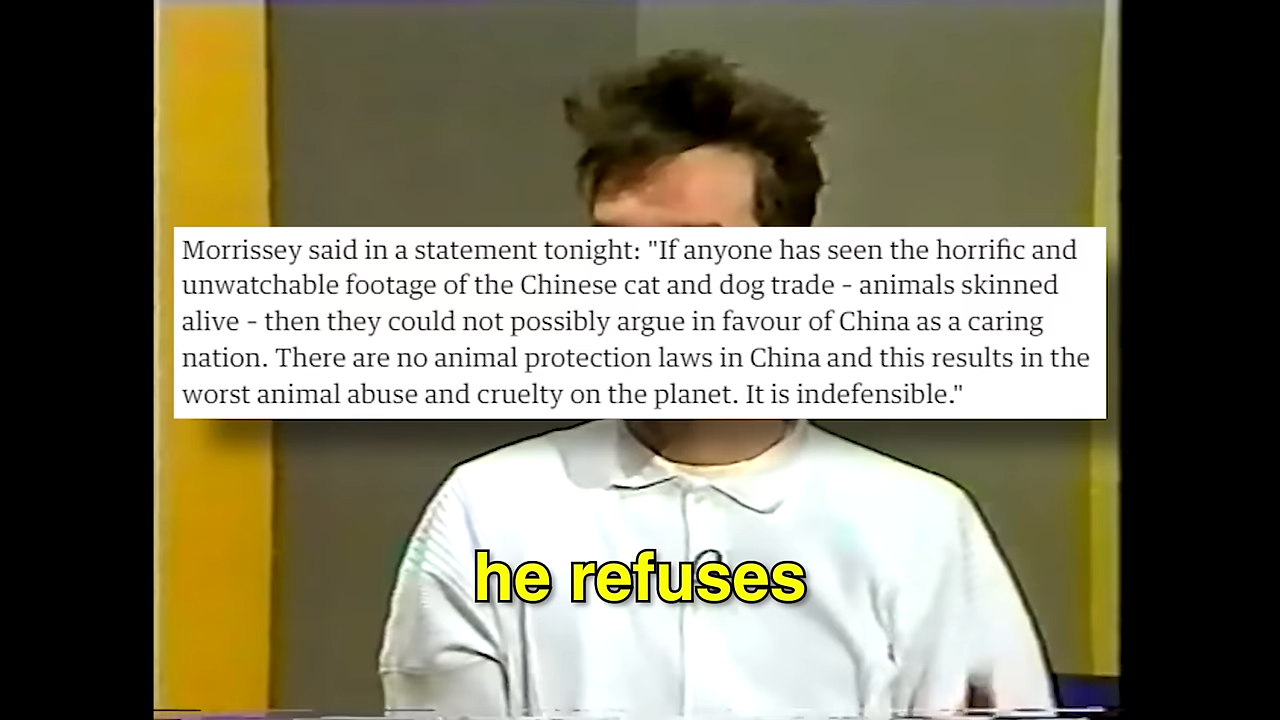 Morrissey said in a statement tonight: "If anyone has seen the horrific and
unwatchable footage of the Chinese cat and dog trade – animals skinned
alive – then they could not possibly argue in favour of China as a caring
nation. There are no animal protection laws in China and this results in the
worst animal abuse and cruelty on the planet. It is indefensible."
he refuses